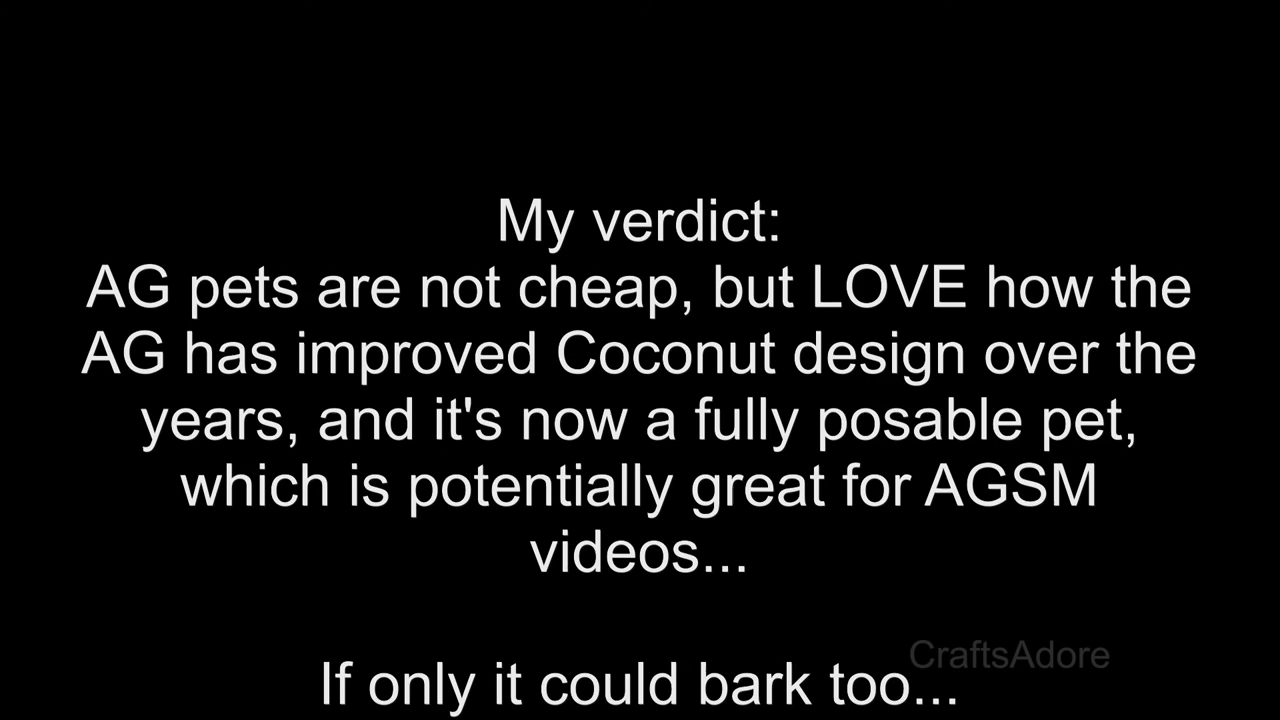 My verdict:
AG pets are not cheap, but LOVE how the
AG has improved Coconut design over the
years, and it's now a fully posable pet,
which is potentially great for AGSM
videos...
CraftsAdore
If only it could bark too...